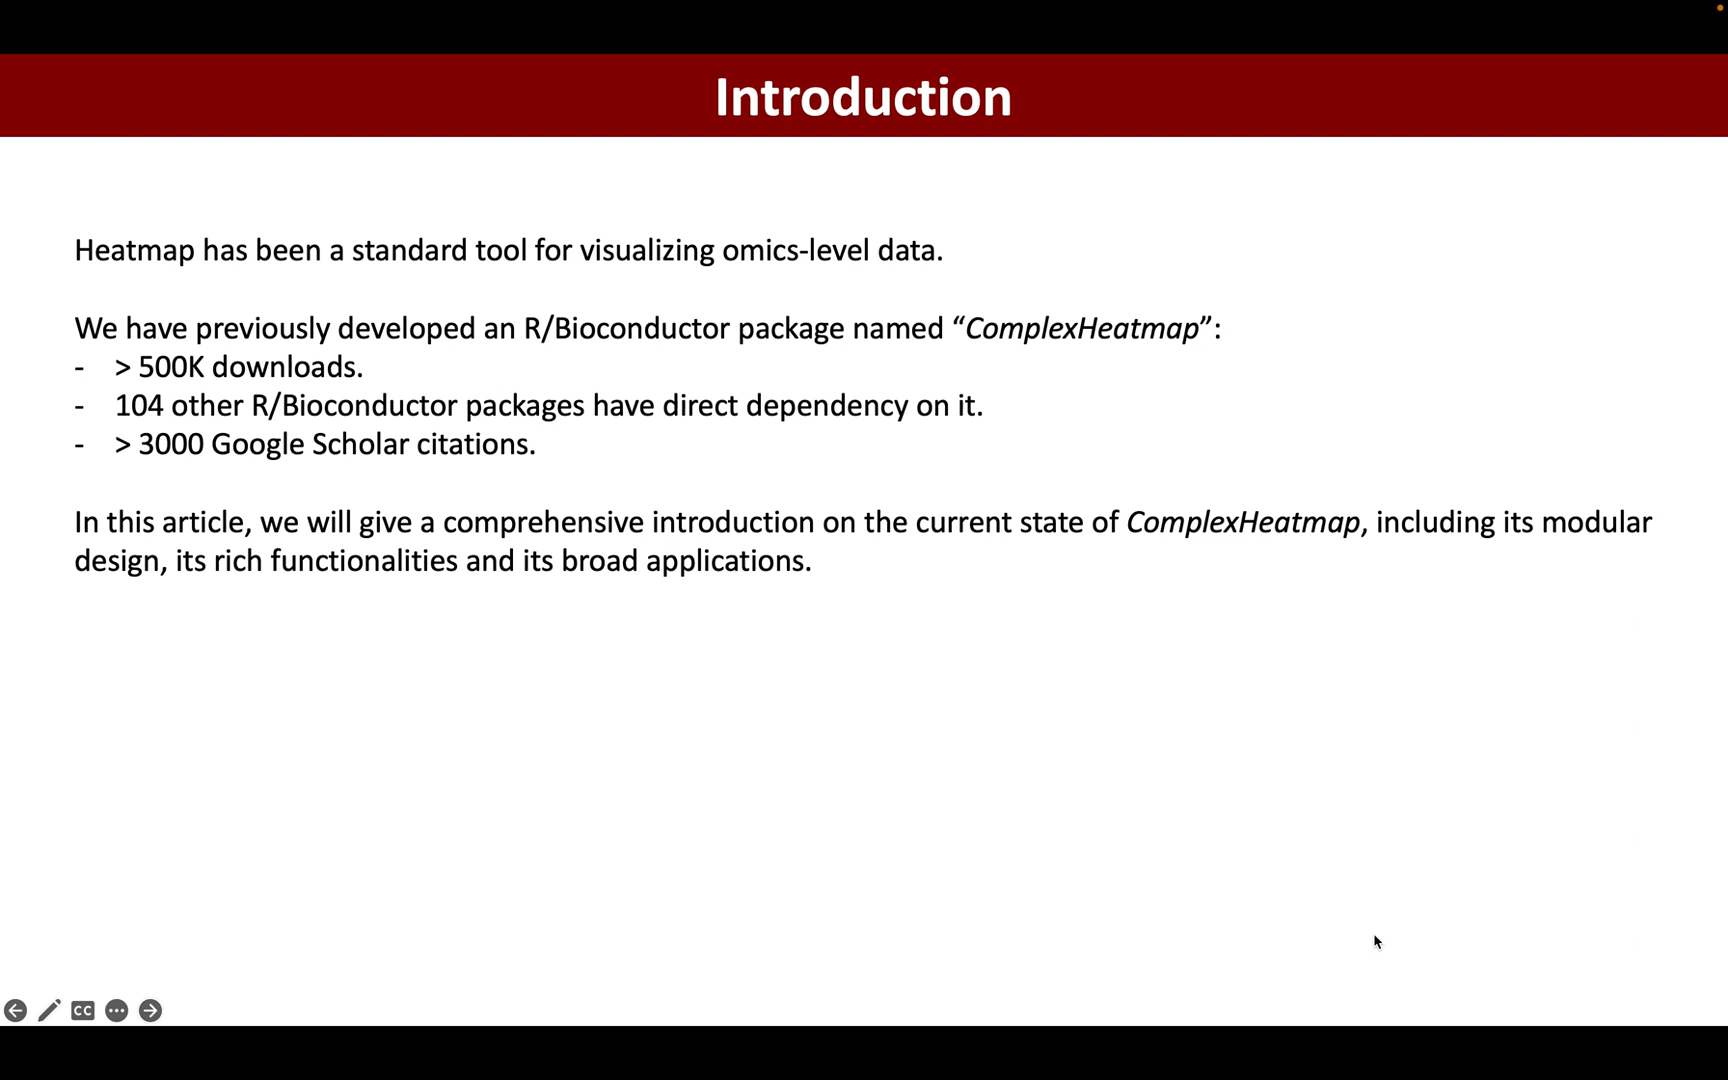 Introduction
Heatmap has been a standard tool for visualizing omics-level data.
We have previously developed an R/Bioconductor package named “ComplexHeatmap”:
- > 500K downloads.
- 104 other R/Bioconductor packages have direct dependency on it.
- > 3000 Google Scholar citations.
In this article, we will give a comprehensive introduction on the current state of ComplexHeatmap, including its modular
design, its rich functionalities and its broad applications.
CC